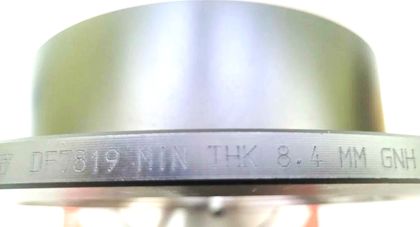 DF7819 MIN THK 8.4 MM GNH